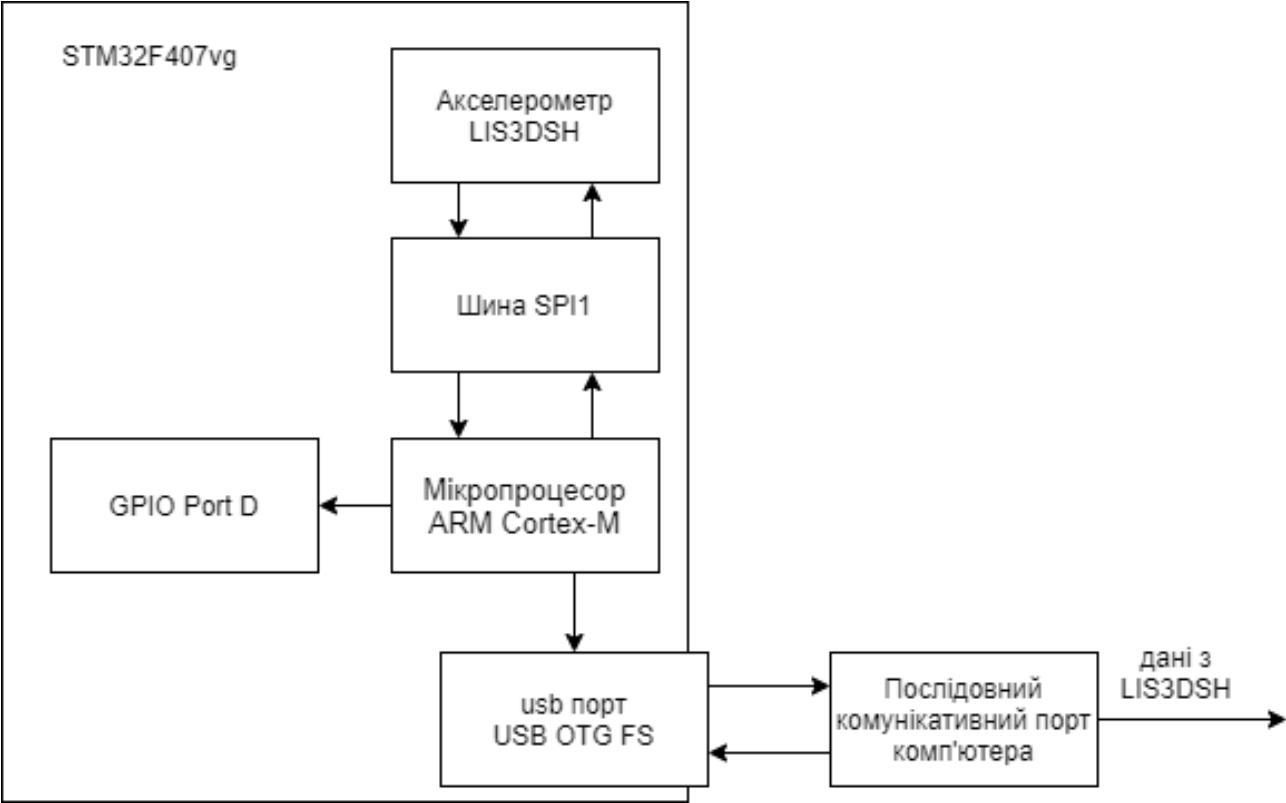 STM32F407vg
Акселерометр
LIS3DSH
Шина SPI1
GPIO Port D
Мікропроцесор
ARM Cortex-M
usb порт
USB OTG FS
Послідовний
комунікативний порт
комп'ютера
дані з
LIS3DSH